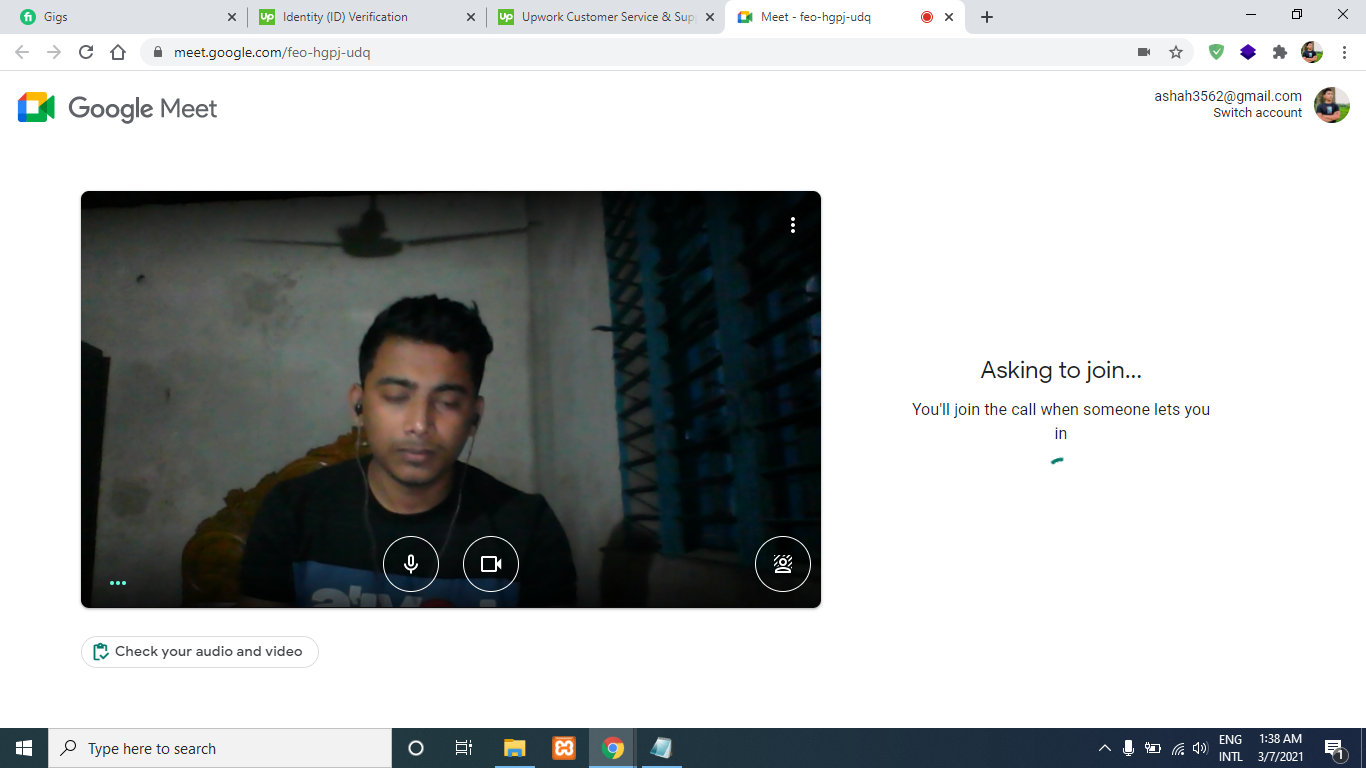 Gigs
Identity (ID) Verification
Upwork Customer Service & Sup
Meet - feo-hgpj-udq
meet.google.com/feo-hgpj-udq
Google Meet
ashah3562@gmail.com
Switch account
Asking to join...
You'll join the call when someone lets you
in
Check your audio and video
Type here to search
ENG
INTL
1:38 AM
3/7/2021
1